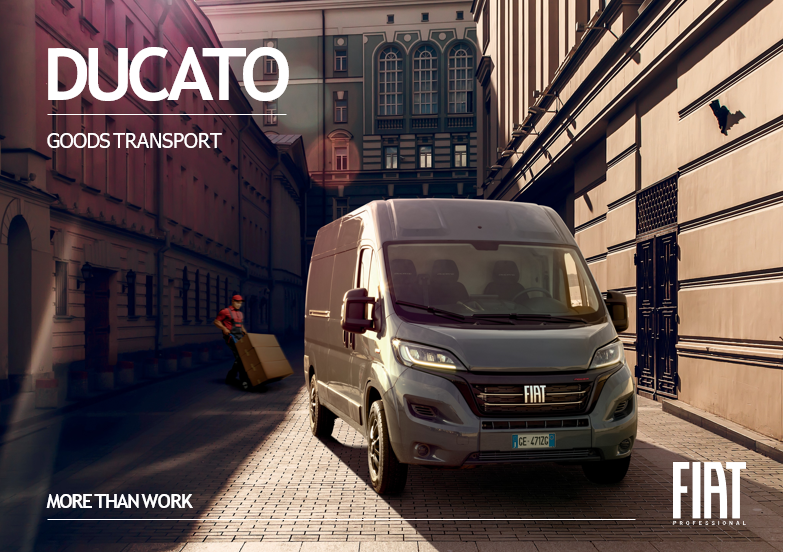 DUCATO
GOODS TRANSPORT
FIAT
GE 471ZG
MORE THAN WORK
FIAT
PROFESSIONAL